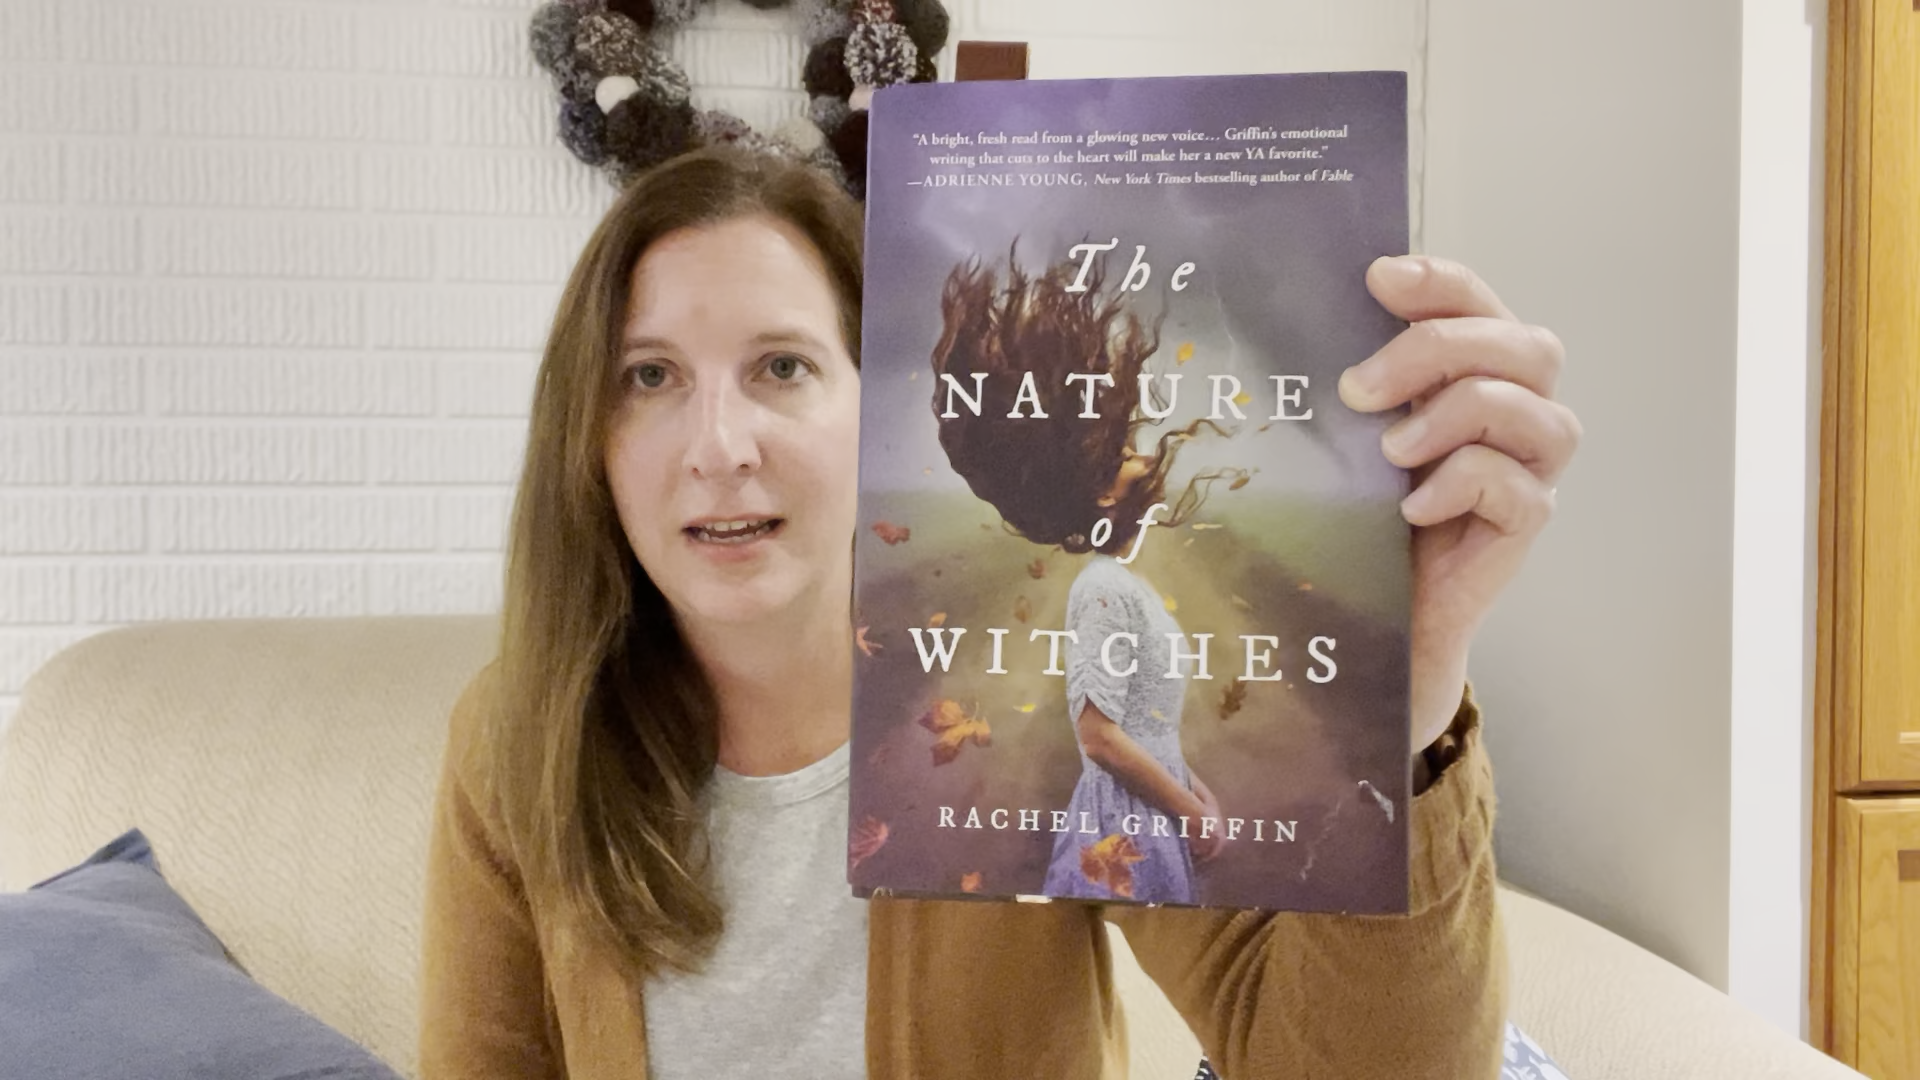 “A bright, fresh read from a glowing new voice... Griffin's emotional
writing that cuts to the heart will make her a new YA favorite.”
—ADRIENNE YOUNG, New York Times bestselling author of Fable
The
NATURE
of
WITCHES
RACHEL GRIFFIN